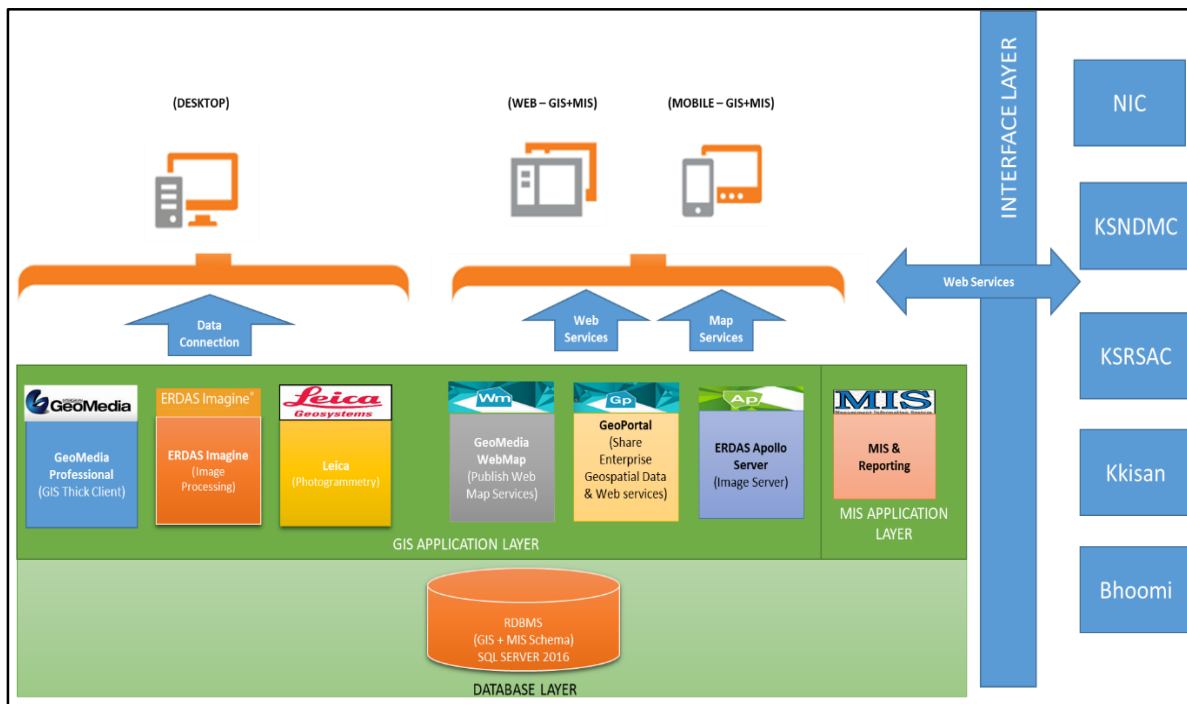 (DESKTOP)
(WEB – GIS+MIS)
(MOBILE – GIS+MIS)
Data
Connection
Web
Services
Map
Services
Web Services
INTERFACE LAYER
NIC
KSNDMC
KSRSAC
Kkisan
Bhoomi
GeoMedia
GeoMedia
Professional
(GIS Thick Client)
ERDAS Imagine®
ERDAS Imagine
(Image
Processing)
Leica
Geosystems
Leica
(Photogrammetry)
Wm
GeoMedia
WebMap
(Publish Web
Map Services)
Gp
GeoPortal
(Share
Enterprise
Geospatial Data
& Web services)
Ap
ERDAS Apollo
Server
(Image Server)
MIS
MIS &
Reporting
GIS APPLICATION LAYER
MIS APPLICATION
LAYER
RDBMS
(GIS + MIS Schema)
SQL SERVER 2016
DATABASE LAYER